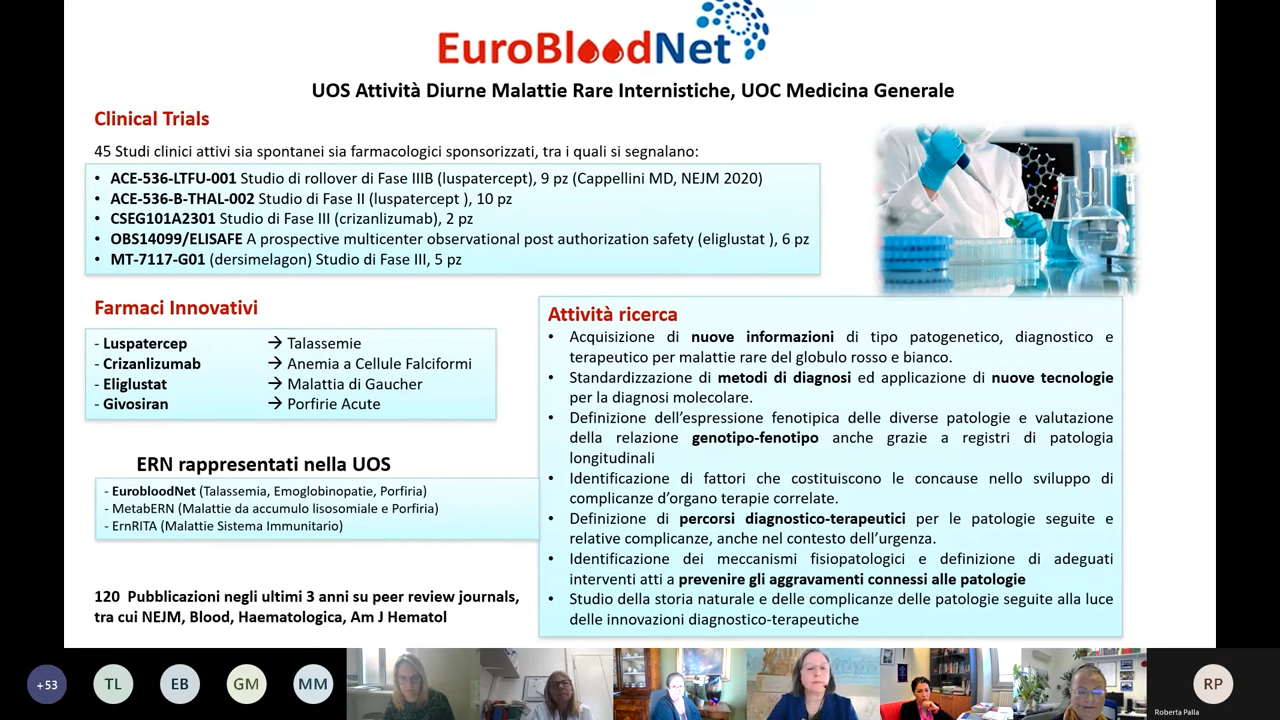 EuroBloodNet
UOS Attività Diurne Malattie Rare Internistiche, UOC Medicina Generale
Clinical Trials
45 Studi clinici attivi sia spontanei sia farmacologici sponsorizzati, tra i quali si segnalano:
• ACE-536-LTFU-001 Studio di rollover di Fase IIIB (luspatercept), 9 pz (Cappellini MD, NEJM 2020)
• ACE-536-B-THAL-002 Studio di Fase II (luspatercept ), 10 pz
• CSEG101A2301 Studio di Fase III (crizanlizumab), 2 pz
• OBS14099/ELISAFE A prospective multicenter observational post authorization safety (eliglustat ), 6 pz
• MT-7117-G01 (dersimelagon) Studio di Fase III, 5 pz
Farmaci Innovativi
- Luspatercep → Talassemie
- Crizanlizumab → Anemia a Cellule Falciformi
- Eliglustat → Malattia di Gaucher
- Givosiran → Porfirie Acute
ERN rappresentati nella UOS
- EurobloodNet (Talassemia, Emoglobinopatie, Porfiria)
- MetabERN (Malattie da accumulo lisosomiale e Porfiria)
- ErnRITA (Malattie Sistema Immunitario)
120 Pubblicazioni negli ultimi 3 anni su peer review journals,
tra cui NEJM, Blood, Haematologica, Am J Hematol
Attività ricerca
• Acquisizione di nuove informazioni di tipo patogenetico, diagnostico e
terapeutico per malattie rare del globulo rosso e bianco.
• Standardizzazione di metodi di diagnosi ed applicazione di nuove tecnologie
per la diagnosi molecolare.
• Definizione dell'espressione fenotipica delle diverse patologie e valutazione
della relazione genotipo-fenotipo anche grazie a registri di patologia
longitudinali
• Identificazione di fattori che costituiscono le concause nello sviluppo di
complicanze d'organo terapie correlate.
• Definizione di percorsi diagnostico-terapeutici per le patologie seguite e
relative complicanze, anche nel contesto dell'urgenza.
• Identificazione dei meccanismi fisiopatologici e definizione di adeguati
interventi atti a prevenire gli aggravamenti connessi alle patologie
• Studio della storia naturale e delle complicanze delle patologie seguite alla luce
delle innovazioni diagnostico-terapeutiche
+53
TL
EB
GM
MM
RP
Roberta Palla